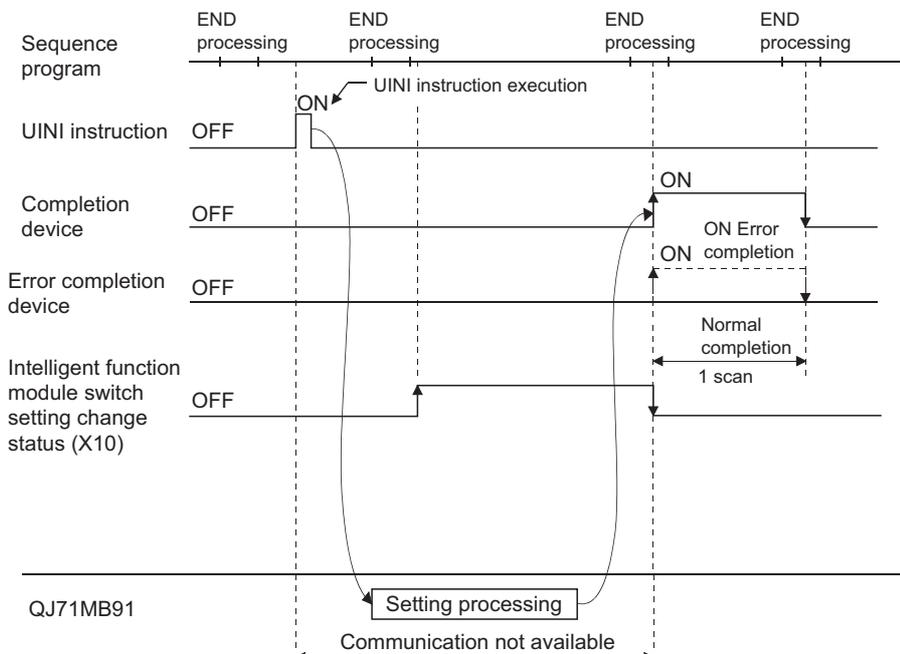 END
processing
END
processing
END
processing
END
processing
Sequence
program
UINI instruction execution
ON
UINI instruction
OFF
ON
Completion
device
OFF
ON Error
completion
ON
Error completion
device
OFF
Normal
completion
1 scan
Intelligent function
module switch
setting change
status (X10)
OFF
QJ71MB91
Setting processing
Communication not available